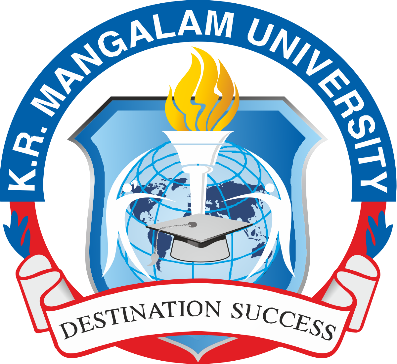 K.R. MANGALAM UNIVERSITY
DESTINATION SUCCESS